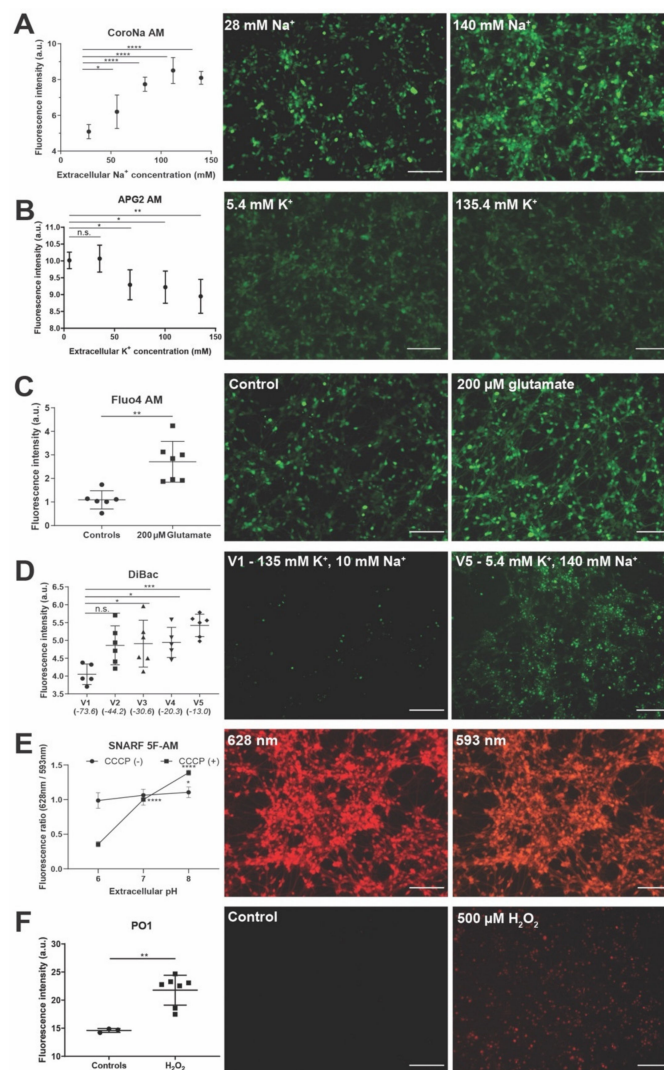 A
CoroNa AM
****
****
****
*
10
8
6
4
0
50
100
150
Fluorescence intensity (a.u.)
Extracellular Na⁺ concentration (mM)
28 mM Na⁺
140 mM Na⁺
B
APG2 AM
**
*
*
n.s.
11.0
10.5
10.0
9.5
9.0
8.5
8.0
0
50
100
150
Fluorescence intensity (a.u.)
Extracellular K⁺ concentration (mM)
5.4 mM K⁺
135.4 mM K⁺
C
Fluo4 AM
**
5
4
3
2
1
0
Fluorescence intensity (a.u.)
Controls
200 µM Glutamate
Control
200 µM glutamate
D
DiBac
***
*
*
n.s.
6.5
6.0
5.5
5.0
4.5
4.0
3.5
Fluorescence intensity (a.u.)
V1 V2 V3 V4 V5
(-73.6) (-44.2) (-30.6) (-20.3) (-13.0)
V1 - 135 mM K⁺, 10 mM Na⁺
V5 - 5.4 mM K⁺, 140 mM Na⁺
E
SNARF 5F-AM
CCCP (-) CCCP (+)
****
*
****
1.5
1.0
0.5
0.0
6
7
8
Fluorescence ratio (628nm / 593nm)
Extracellular pH
628 nm
593 nm
F
PO1
**
25
20
15
10
Fluorescence intensity (a.u.)
Controls
H₂O₂
Control
500 µM H₂O₂